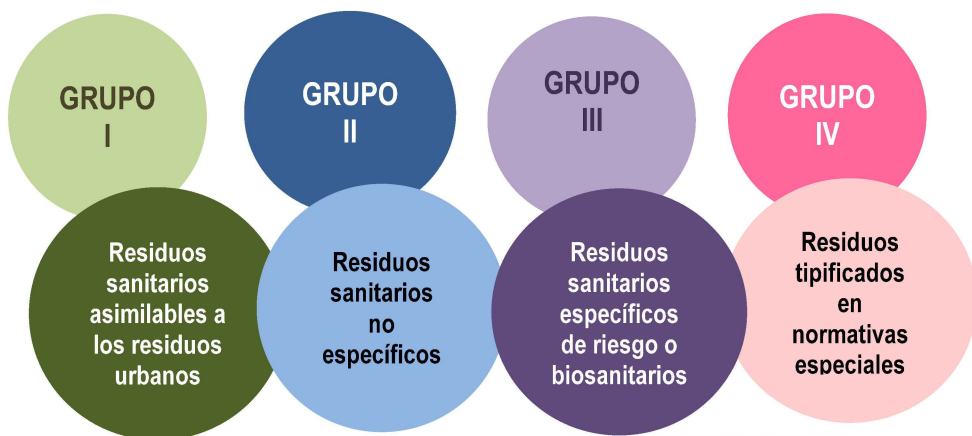 GRUPO
I
GRUPO
II
GRUPO
III
GRUPO
IV
Residuos
sanitarios
asimilables a
los residuos
urbanos
Residuos
sanitarios
no
específicos
Residuos
sanitarios
específicos
de riesgo o
biosanitarios
Residuos
tipificados
en
normativas
especiales